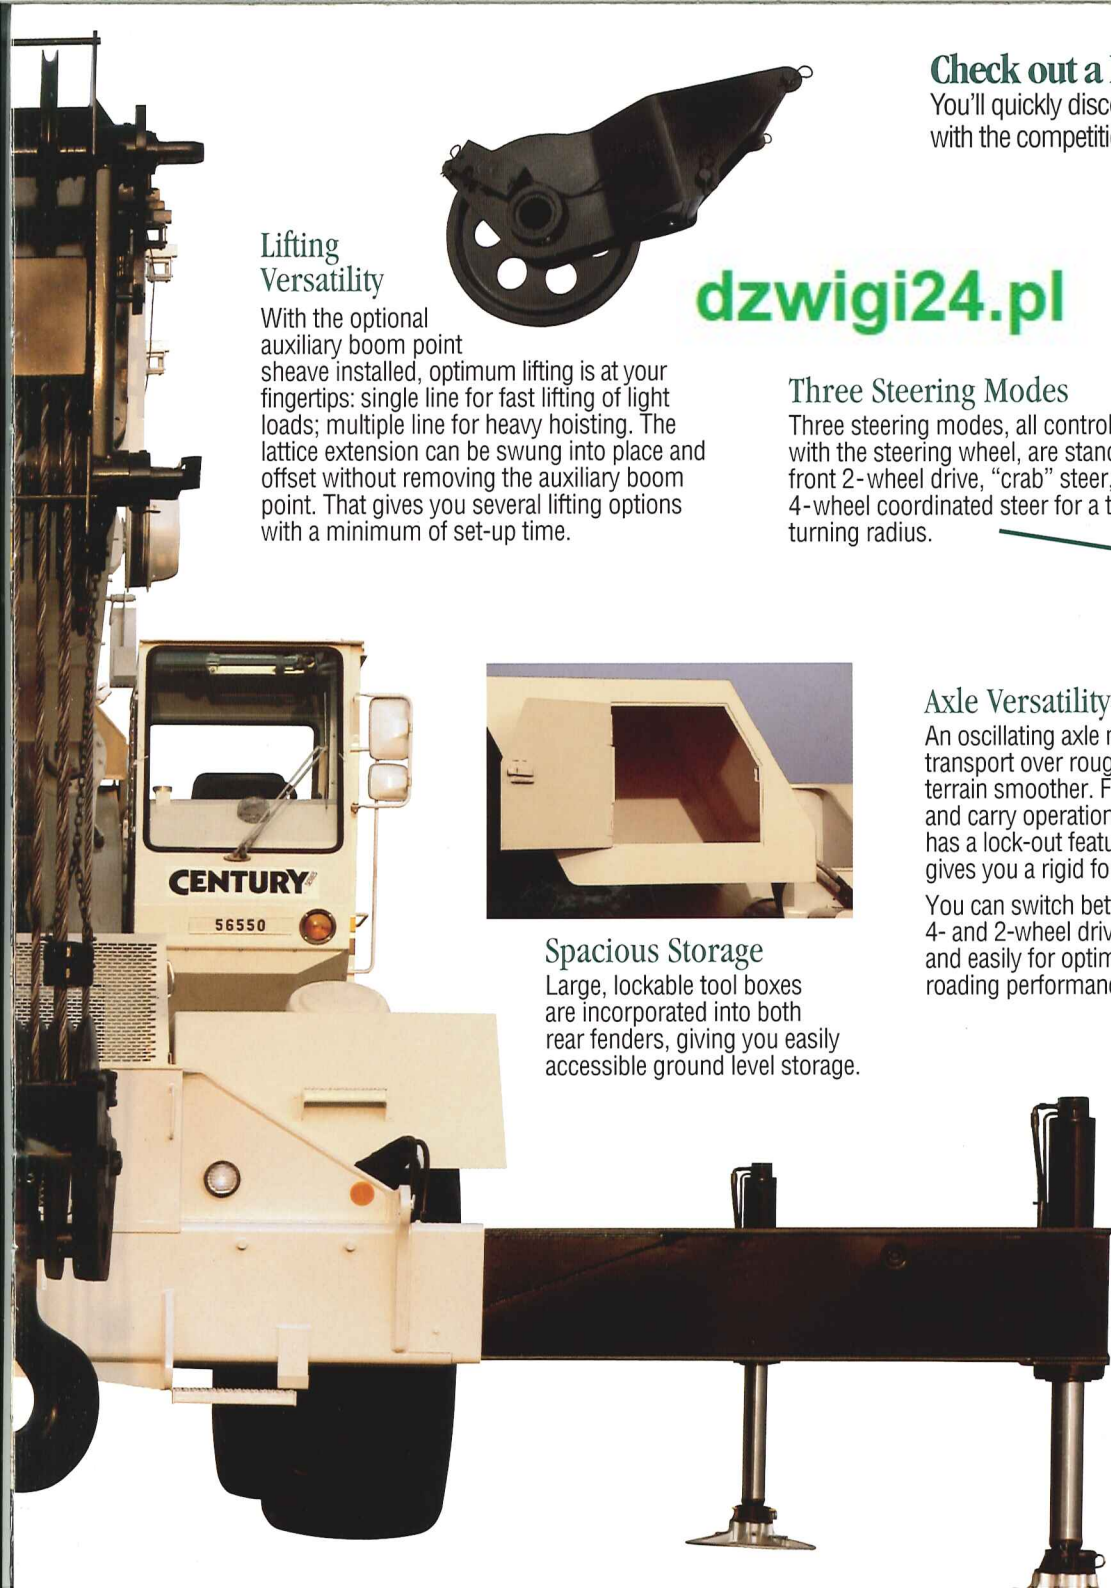 Check out a
You'll quickly disc
with the competiti
Lifting
Versatility
With the optional
auxiliary boom point
sheave installed, optimum lifting is at your
fingertips: single line for fast lifting of light
loads; multiple line for heavy hoisting. The
lattice extension can be swung into place and
offset without removing the auxiliary boom
point. That gives you several lifting options
with a minimum of set-up time.
dzwigi24.pl
Three Steering Modes
Three steering modes, all control
with the steering wheel, are stand
front 2-wheel drive, "crab" steer,
4-wheel coordinated steer for a t
turning radius.
CENTURY
SERIES
56550
Spacious Storage
Large, lockable tool boxes
are incorporated into both
rear fenders, giving you easily
accessible ground level storage.
Axle Versatility
An oscillating axle
transport over roug
terrain smoother. F
and carry operation
has a lock-out featu
gives you a rigid fo
You can switch bet
4- and 2-wheel driv
and easily for optim
roading performanc